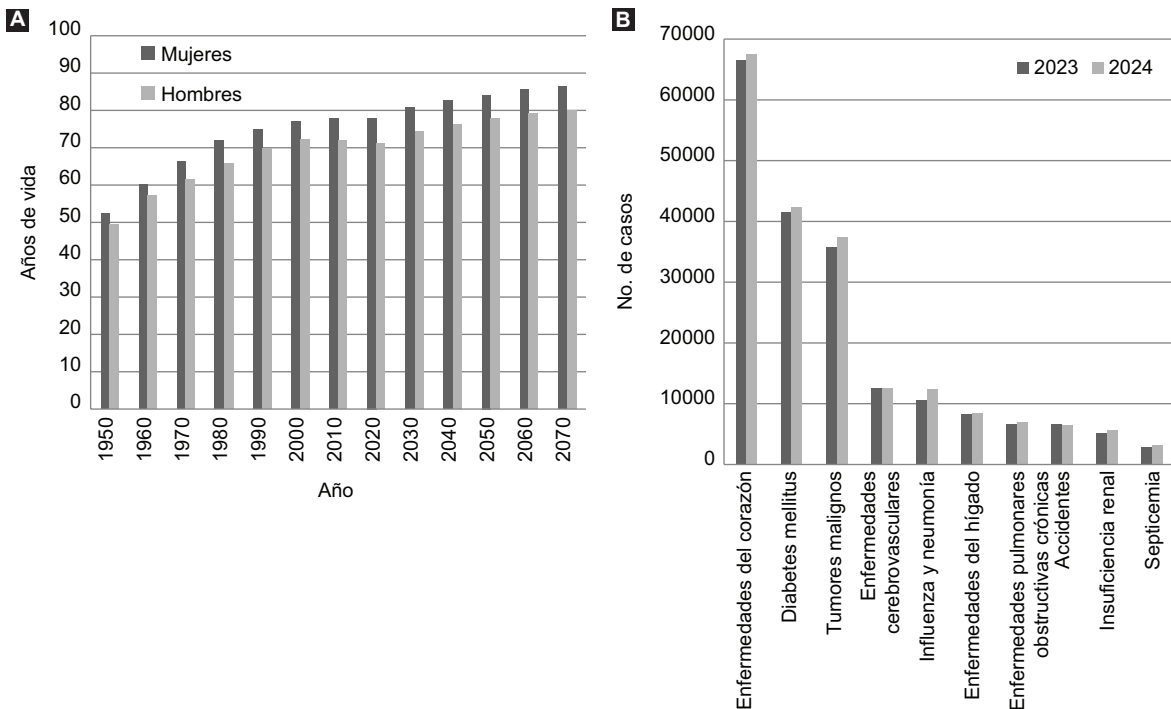 A
100
90
80
70
60
50
40
30
20
10
0
Años de vida
Mujeres
Hombres
1950
1960
1970
1980
1990
2000
2010
2020
2030
2040
2050
2060
2070
Año
B
70000
60000
50000
40000
30000
20000
10000
0
No. de casos
2023
2024
Enfermedades del corazón
Diabetes mellitus
Tumores malignos
Enfermedades
cerebrovasculares
Influenza y neumonía
Enfermedades del hígado
Enfermedades pulmonares
obstructivas crónicas
Accidentes
Insuficiencia renal
Septicemia